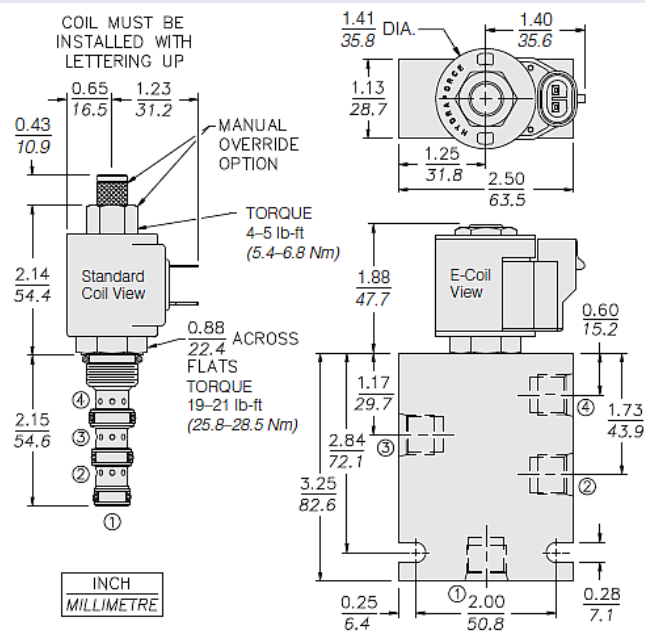 COIL MUST BE
INSTALLED WITH
LETTERING UP
0.65
16.5
1.23
31.2
0.43
10.9
MANUAL
OVERRIDE
OPTION
TORQUE
4–5 lb-ft
(5.4–6.8 Nm)
2.14
54.4
Standard
Coil View
0.88
22.4
ACROSS
FLATS
TORQUE
19–21 lb-ft
(25.8–28.5 Nm)
2.15
54.6
④
③
②
①
INCH
MILLIMETRE
1.41
35.8
DIA.
1.40
35.6
HYDRAFORCE
1.13
28.7
1.25
31.8
2.50
63.5
1.88
47.7
E-Coil
View
0.60
15.2
1.17
29.7
④
1.73
43.9
③
2.84
72.1
3.25
82.6
②
①
0.25
6.4
2.00
50.8
0.28
7.1